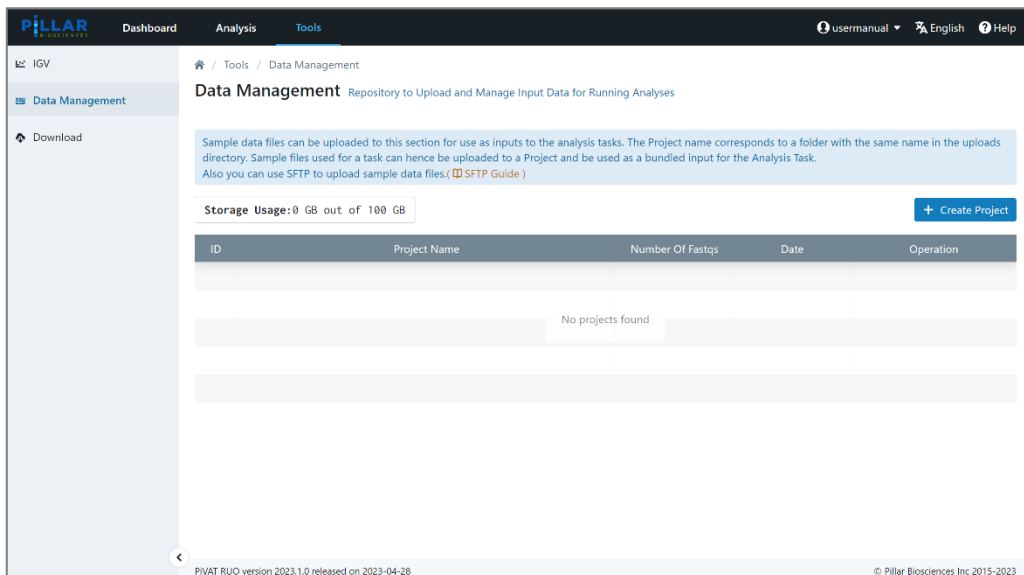 PiLLAR
BIOSCIENCES
Dashboard Analysis Tools usermanual English Help
IGV
Data Management
Download
/ Tools / Data Management
Data Management Repository to Upload and Manage Input Data for Running Analyses
Sample data files can be uploaded to this section for use as inputs to the analysis tasks. The Project name corresponds to a folder with the same name in the uploads
directory. Sample files used for a task can hence be uploaded to a Project and be used as a bundled input for the Analysis Task.
Also you can use SFTP to upload sample data files.( SFTP Guide )
Storage Usage:0 GB out of 100 GB
+ Create Project
ID Project Name Number Of Fastqs Date Operation
No projects found
PiVAT RUO version 2023.1.0 released on 2023-04-28
© Pillar Biosciences Inc 2015-2023